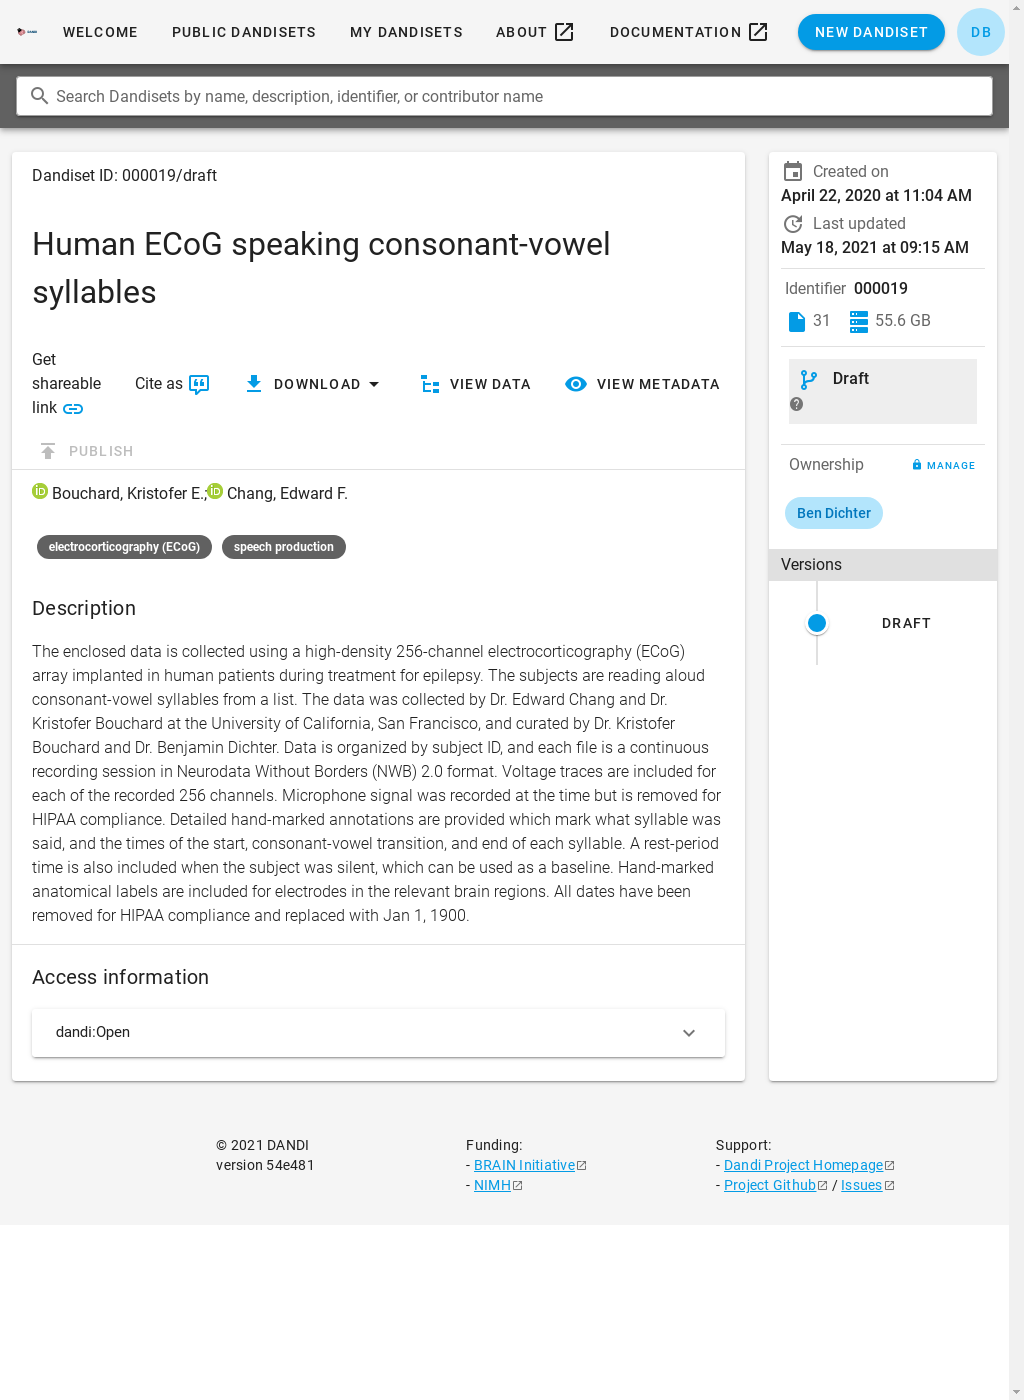 WELCOME PUBLIC DANDISETS MY DANDISETS ABOUT DOCUMENTATION NEW DANDISET DB
Search Dandisets by name, description, identifier, or contributor name
Dandiset ID: 000019/draft
Human ECoG speaking consonant-vowel
syllables
Get
shareable
link
Cite as
DOWNLOAD
VIEW DATA
VIEW METADATA
PUBLISH
Bouchard, Kristofer E.; Chang, Edward F.
electrocorticography (ECoG) speech production
Description
The enclosed data is collected using a high-density 256-channel electrocorticography (ECoG)
array implanted in human patients during treatment for epilepsy. The subjects are reading aloud
consonant-vowel syllables from a list. The data was collected by Dr. Edward Chang and Dr.
Kristofer Bouchard at the University of California, San Francisco, and curated by Dr. Kristofer
Bouchard and Dr. Benjamin Dichter. Data is organized by subject ID, and each file is a continuous
recording session in Neurodata Without Borders (NWB) 2.0 format. Voltage traces are included for
each of the recorded 256 channels. Microphone signal was recorded at the time but is removed for
HIPAA compliance. Detailed hand-marked annotations are provided which mark what syllable was
said, and the times of the start, consonant-vowel transition, and end of each syllable. A rest-period
time is also included when the subject was silent, which can be used as a baseline. Hand-marked
anatomical labels are included for electrodes in the relevant brain regions. All dates have been
removed for HIPAA compliance and replaced with Jan 1, 1900.
Access information
dandi:Open
Created on
April 22, 2020 at 11:04 AM
Last updated
May 18, 2021 at 09:15 AM
Identifier 000019
31 55.6 GB
Draft
Ownership MANAGE
Ben Dichter
Versions
DRAFT
© 2021 DANDI
version 54e481
Funding:
- BRAIN Initiative
- NIMH
Support:
- Dandi Project Homepage
- Project Github / Issues